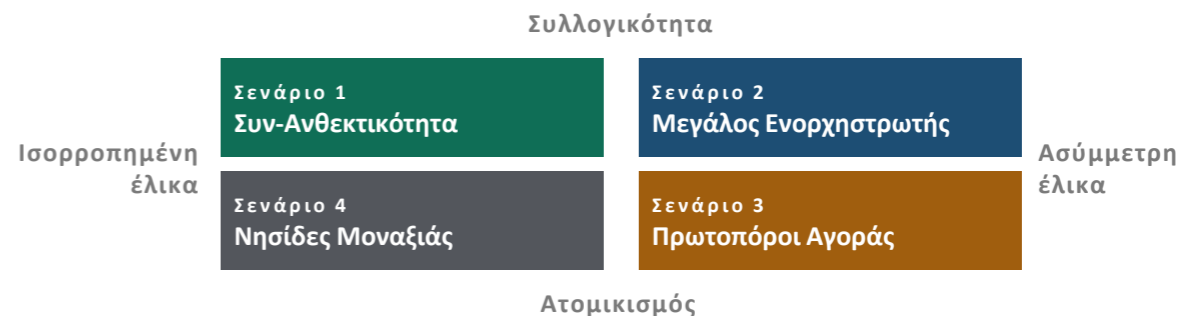 Συλλογικότητα
Σενάριο 1
Συν-Ανθεκτικότητα
Σενάριο 2
Μεγάλος Ενορχηστρωτής
Ισορροπημένη
έλικα
Ασύμμετρη
έλικα
Σενάριο 4
Νησίδες Μοναξιάς
Σενάριο 3
Πρωτοπόροι Αγοράς
Ατομικισμός